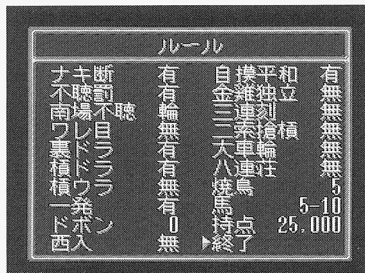 ルール
ナキ断 有 自摸平和 有
不聴罰 有 金雞独立 無
南場不聴 輪 三連刻 無
ワレ目 無 二索搶槓 無
裏ドラ 有 大車輪 無
槓ドラ 有 八連荘 無
槓ウラ 無 焼鳥 5
一発 有 馬 5-10
ドボン 0 持点 25,000
西入 無 ▶終了